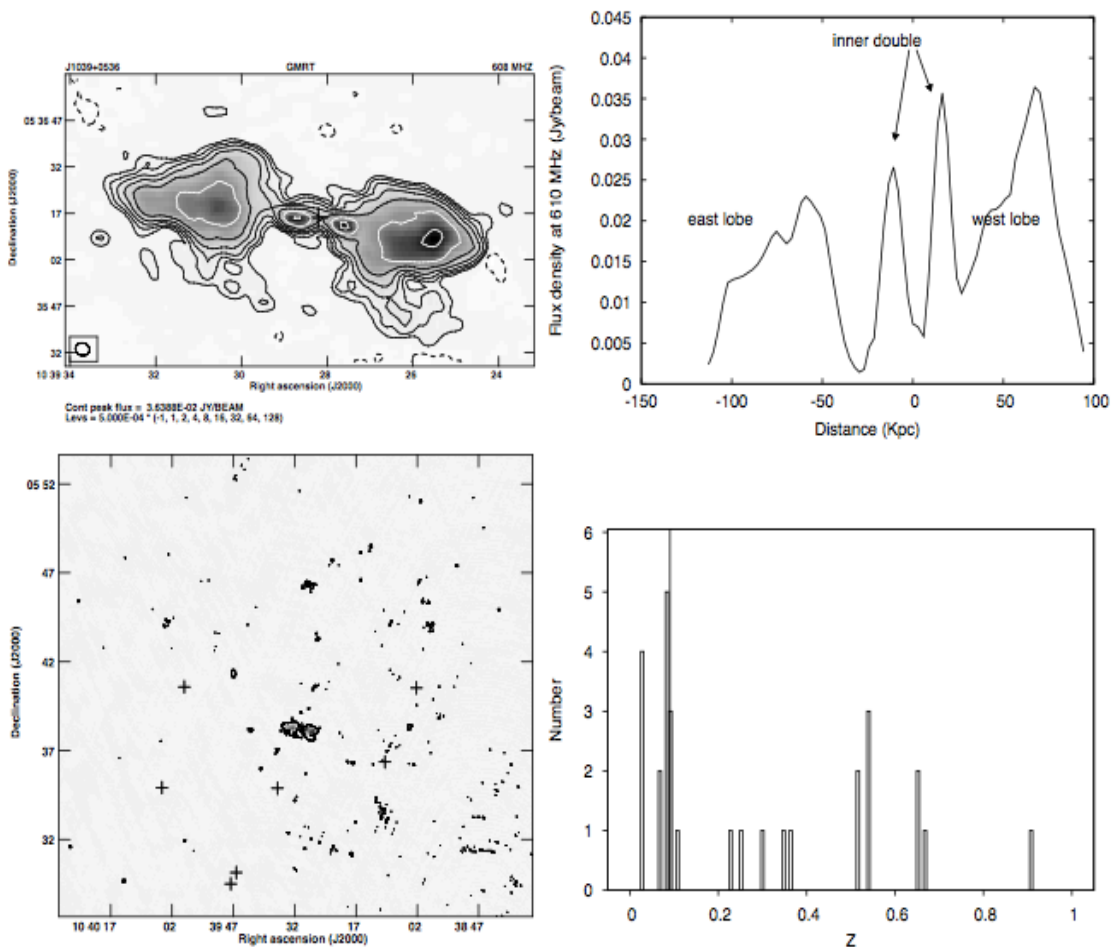 J1039+0536 GMRT 608 MHZ
Declination (J2000)
05 36 47
32
17
02
35 47
32
10 39 34 32 30 28 26 24
Right ascension (J2000)
Cont peak flux = 3.6388E-02 JY/BEAM
Levs = 5.000E-04 * (-1, 1, 2, 4, 8, 16, 32, 64, 128)
Flux density at 610 MHz (Jy/beam)
0.045
0.04
0.035
0.03
0.025
0.02
0.015
0.01
0.005
0
inner double
east lobe
west lobe
-150 -100 -50 0 50 100
Distance (Kpc)
Declination (J2000)
05 52
47
42
37
32
10 40 17 02 39 47 32 17 02 38 47
Right ascension (J2000)
Number
6
5
4
3
2
1
0
0 0.2 0.4 0.6 0.8 1
Z